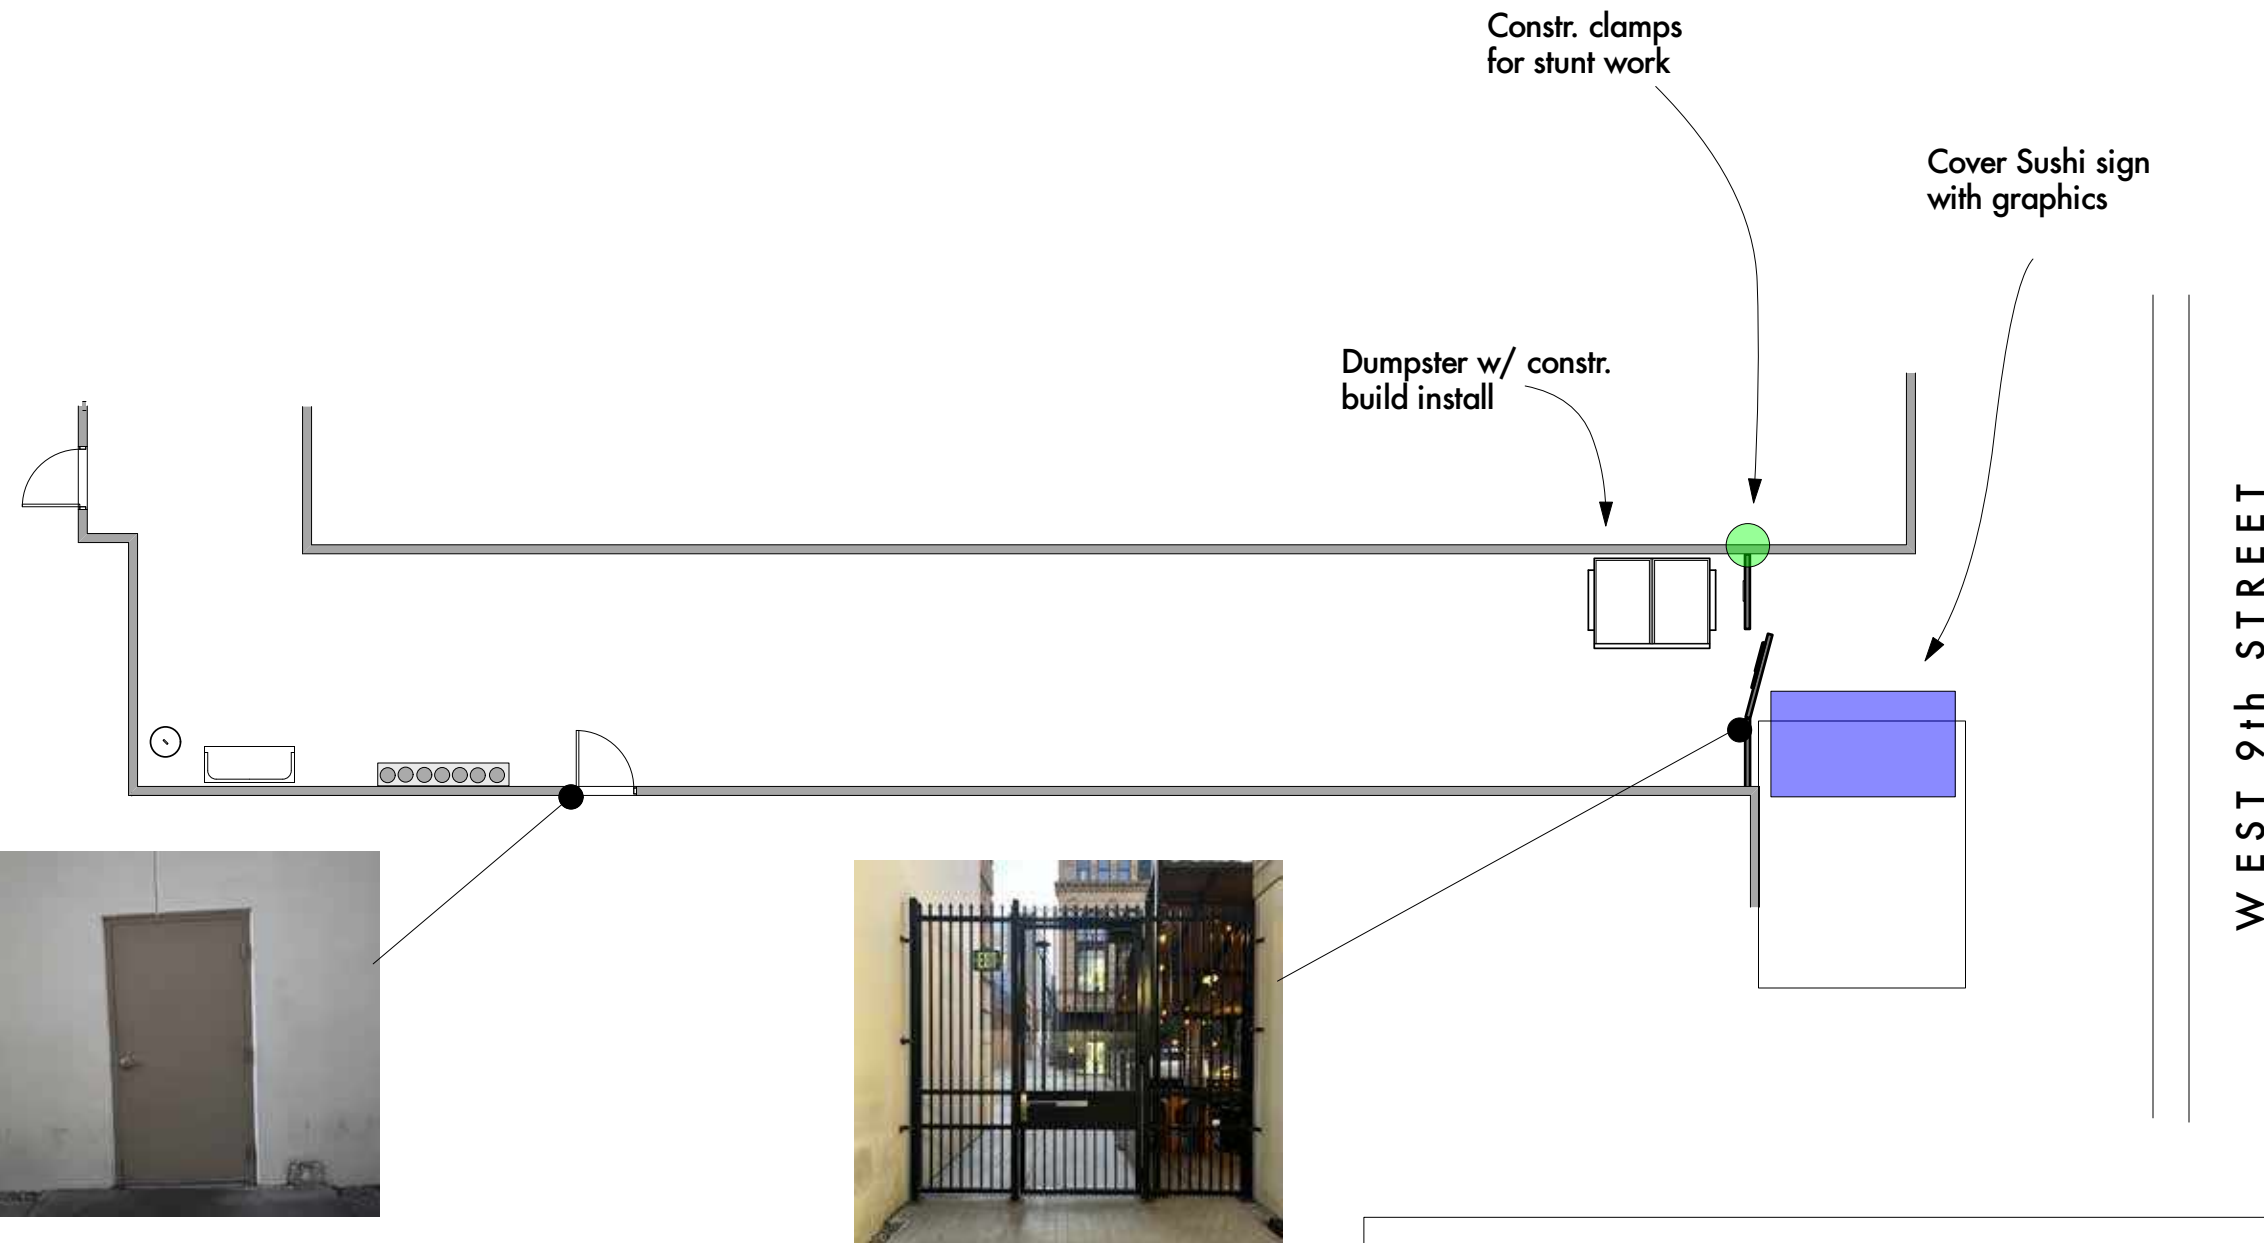 Constr. clamps
for stunt work
Cover Sushi sign
with graphics
Dumpster w/ constr.
build install
WEST 9th STREET
EXIT